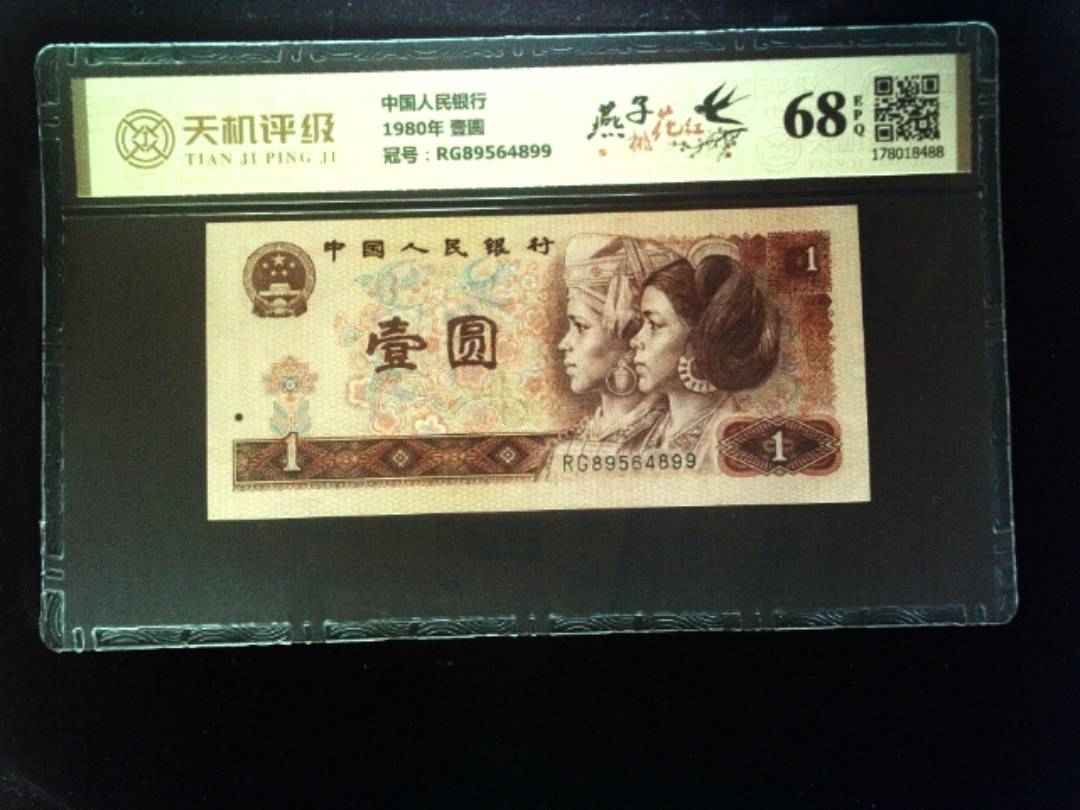 天机评级
TIAN JI PING JI
中国人民银行
1980年 壹圆
冠号：RG89564899
燕子
桃花红
68
EPQ
178018488
中国人民银行
1
壹圆
1
RG89564899
1